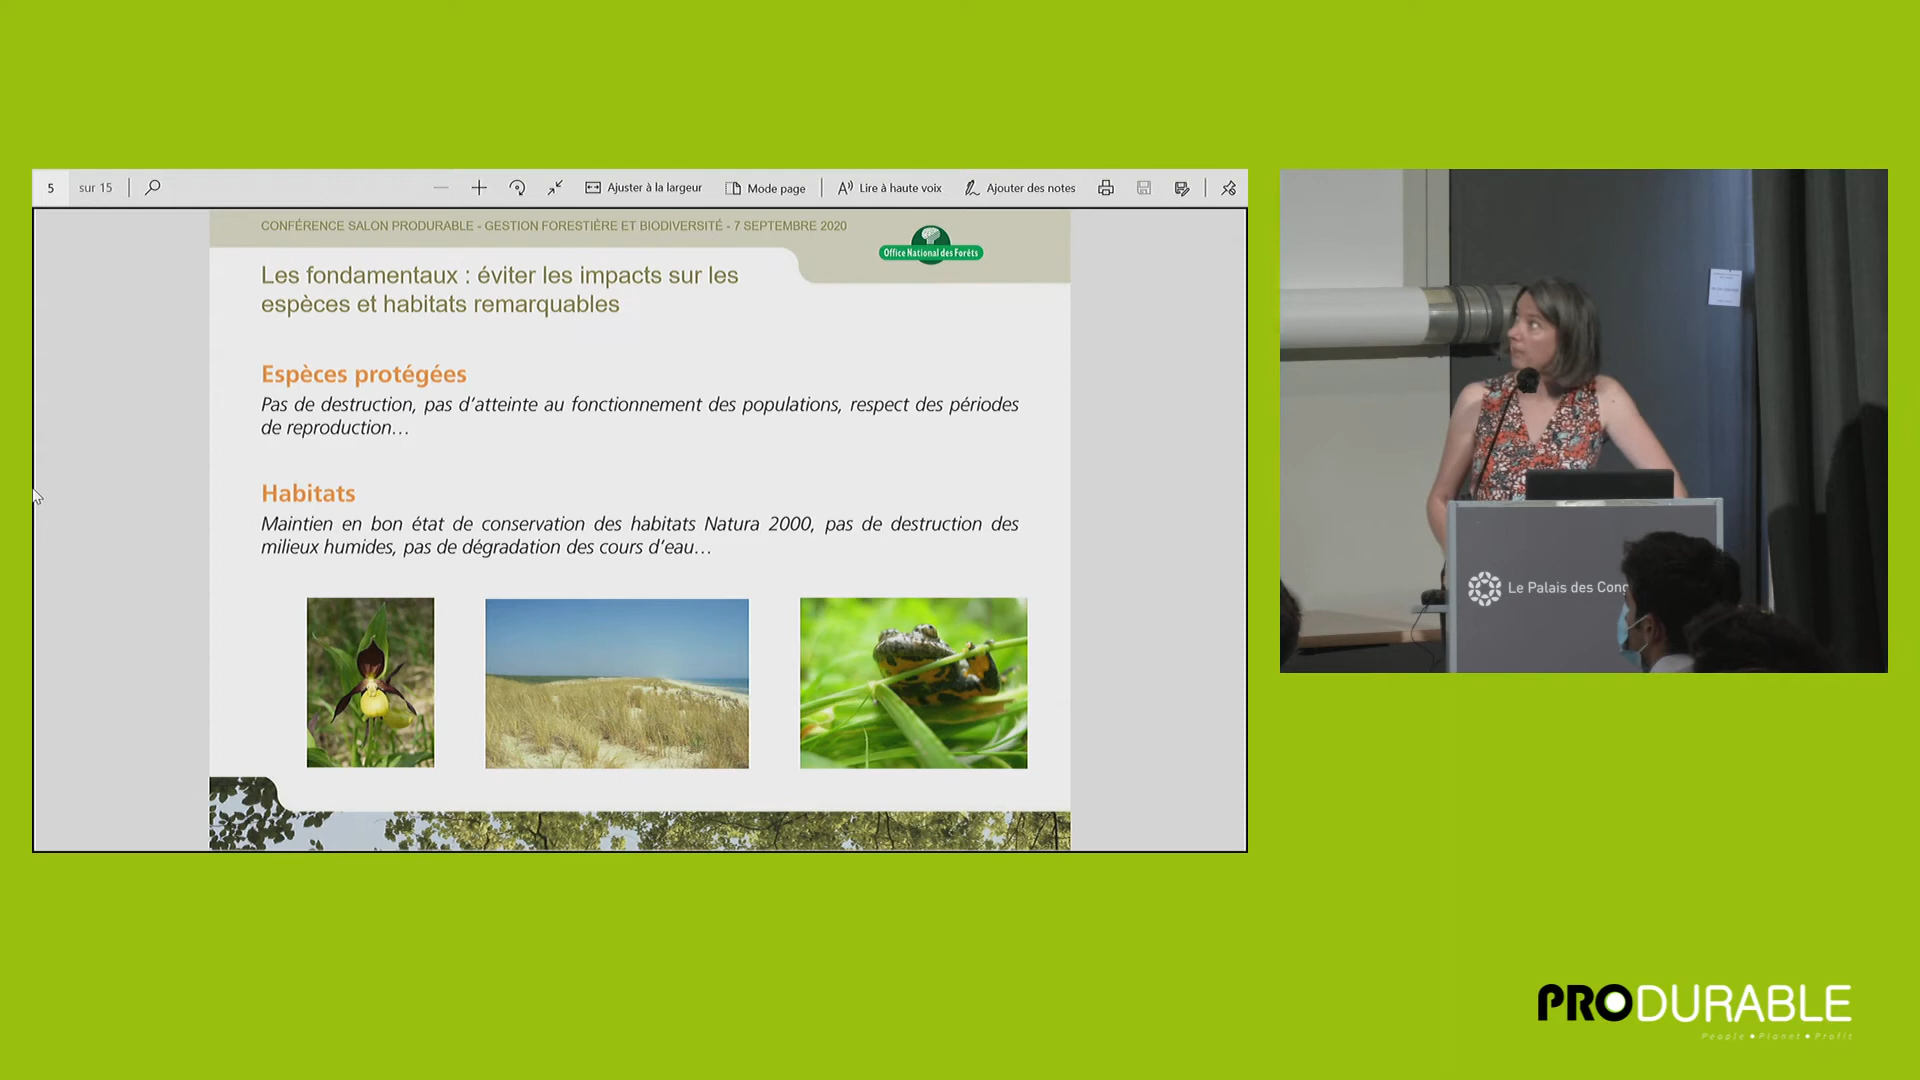 5 sur 15
Ajuster à la largeur
Mode page
Lire à haute voix
Ajouter des notes
CONFÉRENCE SALON PRODURABLE - GESTION FORESTIÈRE ET BIODIVERSITÉ - 7 SEPTEMBRE 2020
Office National des Forêts
Les fondamentaux : éviter les impacts sur les
espèces et habitats remarquables
Espèces protégées
Pas de destruction, pas d’atteinte au fonctionnement des populations, respect des périodes
de reproduction…
Habitats
Maintien en bon état de conservation des habitats Natura 2000, pas de destruction des
milieux humides, pas de dégradation des cours d’eau…
Le Palais des Cong
PRODURABLE
People • Planet • Profit